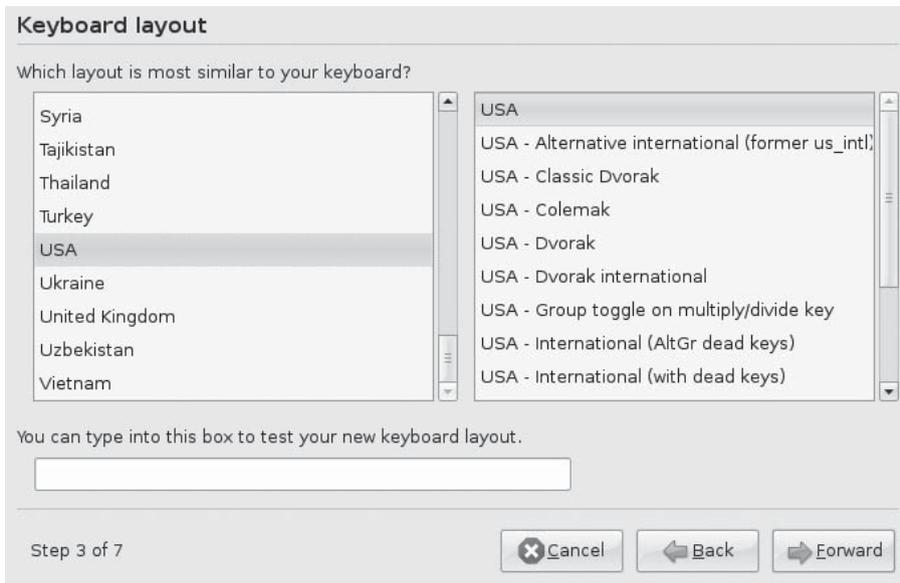 Keyboard layout
Which layout is most similar to your keyboard?
Syria
Tajikistan
Thailand
Turkey
USA
Ukraine
United Kingdom
Uzbekistan
Vietnam
USA
USA - Alternative international (former us_intl)
USA - Classic Dvorak
USA - Colemak
USA - Dvorak
USA - Dvorak international
USA - Group toggle on multiply/divide key
USA - International (AltGr dead keys)
USA - International (with dead keys)
You can type into this box to test your new keyboard layout.
Step 3 of 7
Cancel
Back
Forward